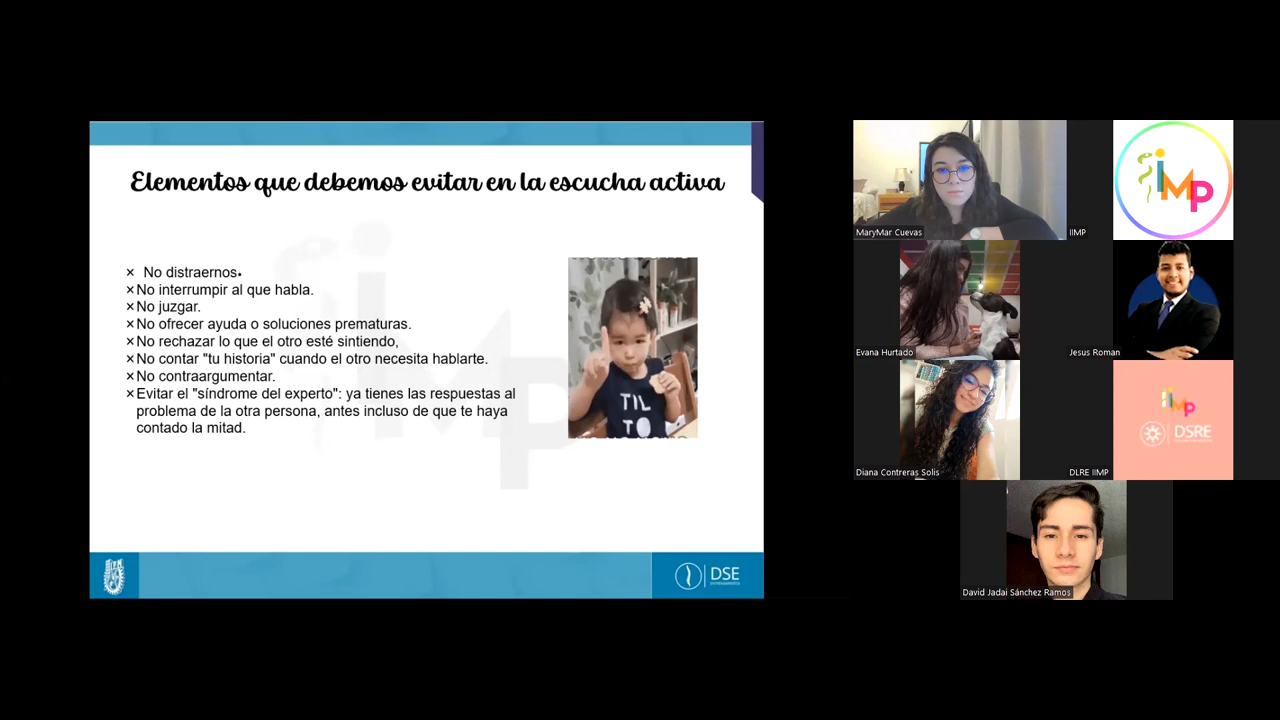 Elementos que debemos evitar en la escucha activa
× No distraernos.
×No interrumpir al que habla.
×No juzgar.
×No ofrecer ayuda o soluciones prematuras.
×No rechazar lo que el otro esté sintiendo,
×No contar "tu historia" cuando el otro necesita hablarte.
×No contraargumentar.
×Evitar el "síndrome del experto": ya tienes las respuestas al
problema de la otra persona, antes incluso de que te haya
contado la mitad.
TIL
TO
DSE
MaryMar Cuevas
iMP
IIMP
Evana Hurtado
Jesus Roman
Diana Contreras Solis
iiMP
DSRE
DLRE IIMP
David Jadai Sánchez Ramos